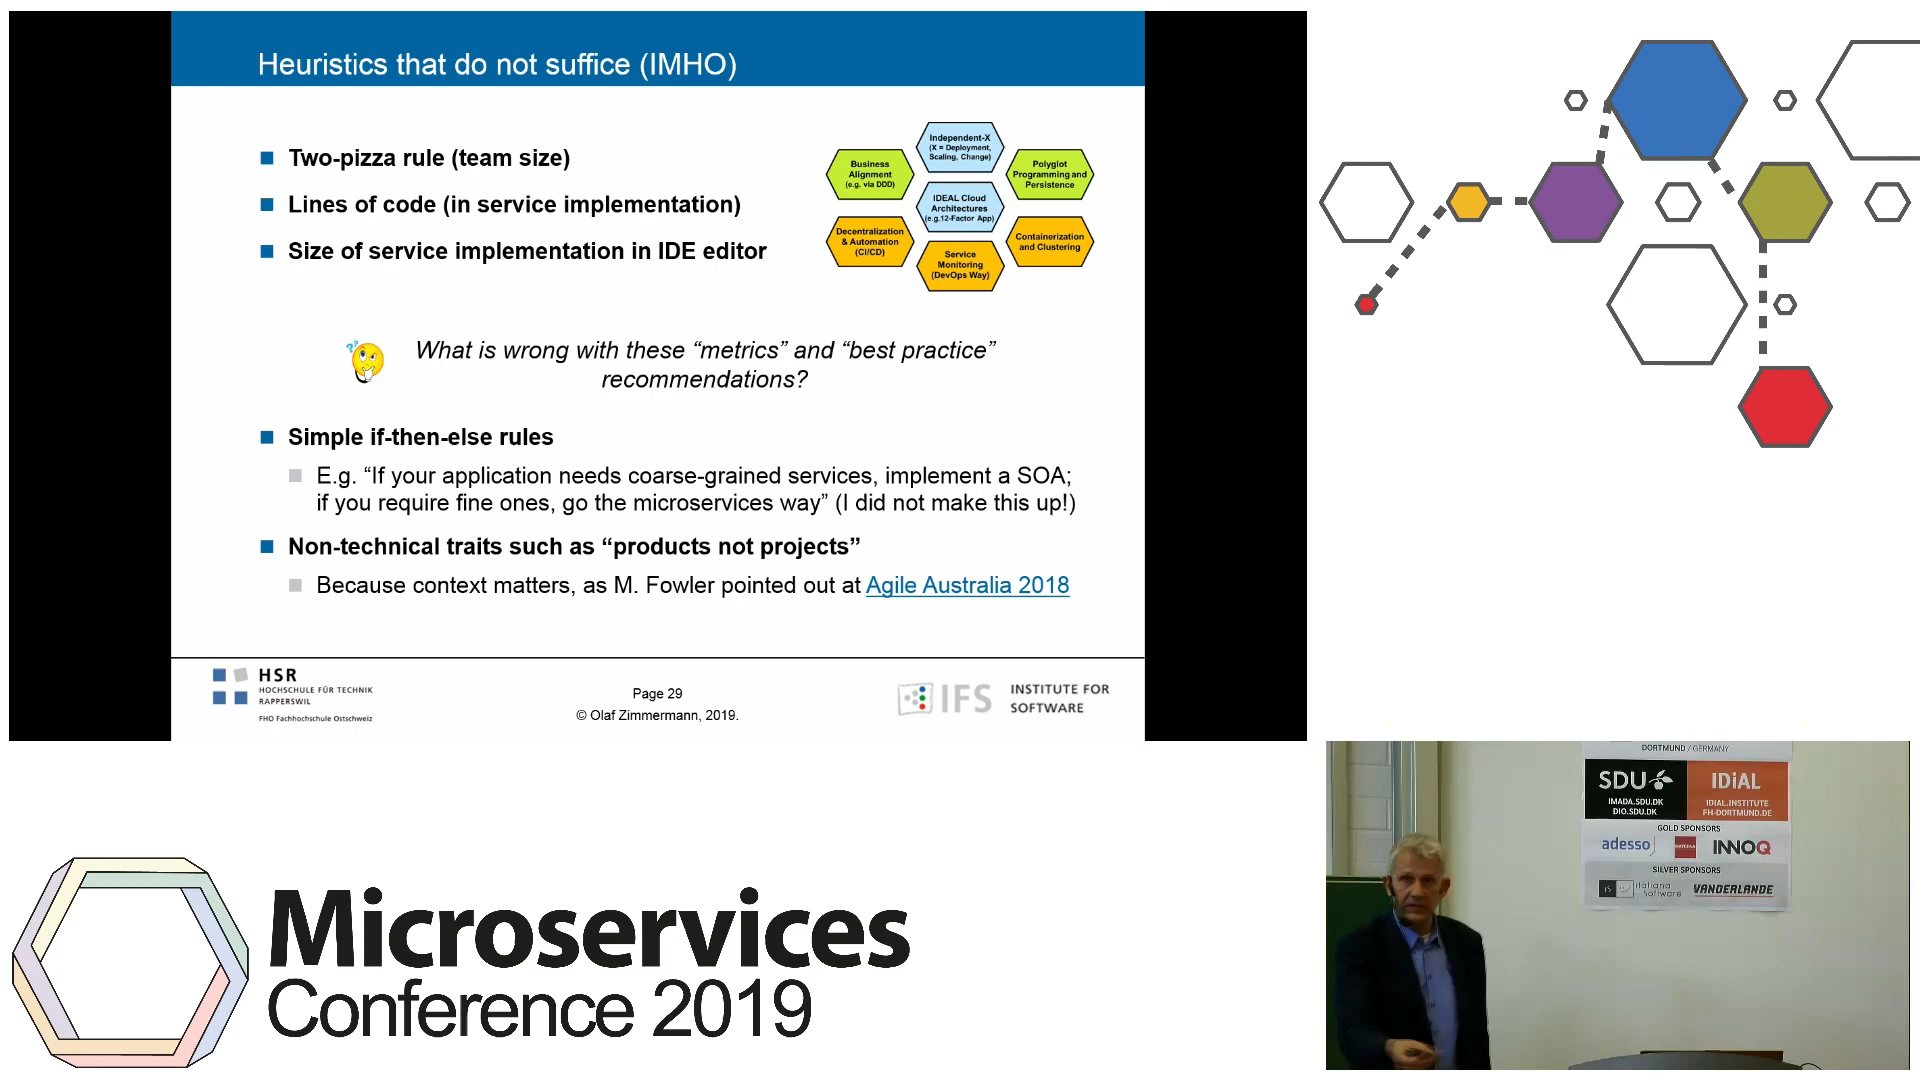 Heuristics that do not suffice (IMHO)
Two-pizza rule (team size)
Lines of code (in service implementation)
Size of service implementation in IDE editor
Independent-X
(X = Deployment,
Scaling, Change)
Business
Alignment
(e.g. via DDD)
Polyglot
Programming and
Persistence
IDEAL Cloud
Architectures
(e.g.12-Factor App)
Decentralization
& Automation
(CI/CD)
Containerization
and Clustering
Service
Monitoring
(DevOps Way)
What is wrong with these “metrics” and “best practice”
recommendations?
Simple if-then-else rules
E.g. “If your application needs coarse-grained services, implement a SOA;
if you require fine ones, go the microservices way” (I did not make this up!)
Non-technical traits such as “products not projects”
Because context matters, as M. Fowler pointed out at Agile Australia 2018
HSR
HOCHSCHULE FÜR TECHNIK
RAPPERSWIL
FHO Fachhochschule Ostschweiz
Page 29
© Olaf Zimmermann, 2019.
IFS
INSTITUTE FOR
SOFTWARE
Microservices
Conference 2019
DORTMUND / GERMANY
SDU
IMADA.SDU.DK
DIO.SDU.DK
IDiAL
IDIAL.INSTITUTE
FH-DORTMUND.DE
GOLD SPONSORS
adesso
INNOQ
SILVER SPONSORS
italiana
Software
VANDERLANDE